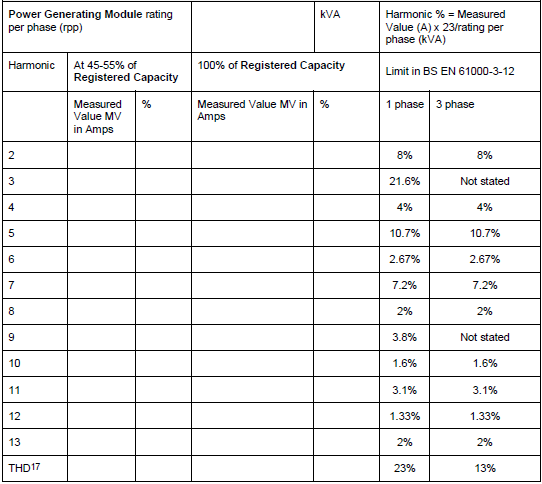 Power Generating Module rating
per phase (rpp)
kVA
Harmonic % = Measured
Value (A) x 23/rating per
phase (kVA)
Harmonic
At 45-55% of
Registered Capacity
100% of Registered Capacity
Limit in BS EN 61000-3-12
Measured
Value MV
in Amps
%
Measured Value MV in
Amps
%
1 phase
3 phase
2 8% 8%
3 21.6% Not stated
4 4% 4%
5 10.7% 10.7%
6 2.67% 2.67%
7 7.2% 7.2%
8 2% 2%
9 3.8% Not stated
10 1.6% 1.6%
11 3.1% 3.1%
12 1.33% 1.33%
13 2% 2%
THD17 23% 13%